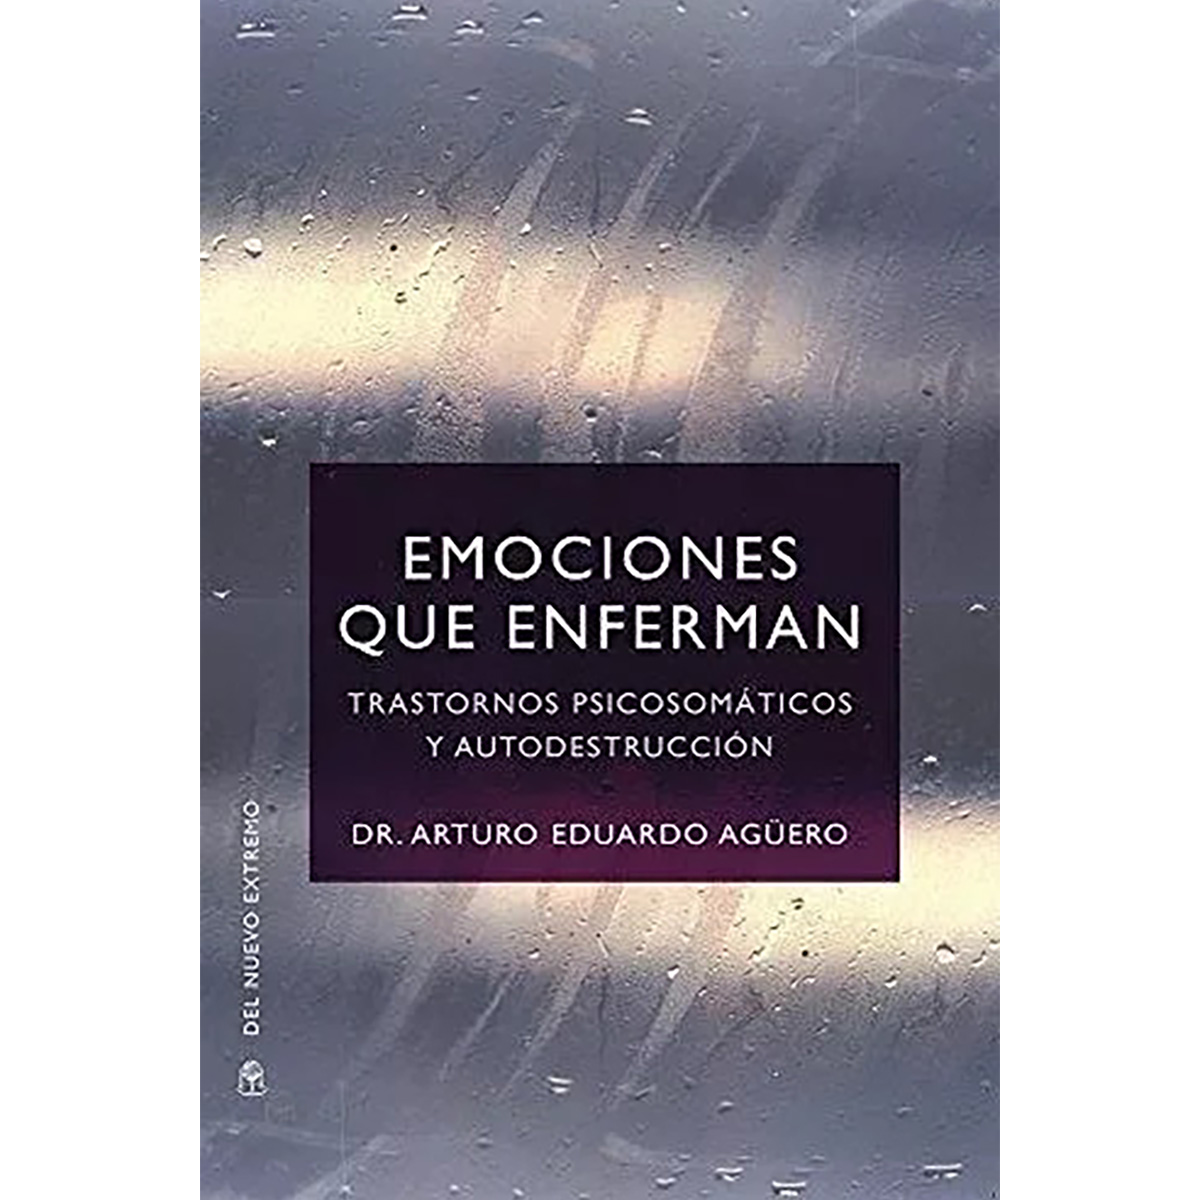 EMOCIONES
QUE ENFERMAN
TRASTORNOS PSICOSOMÁTICOS
Y AUTODESTRUCCIÓN
DR. ARTURO EDUARDO AGÜERO
DEL NUEVO EXTREMO